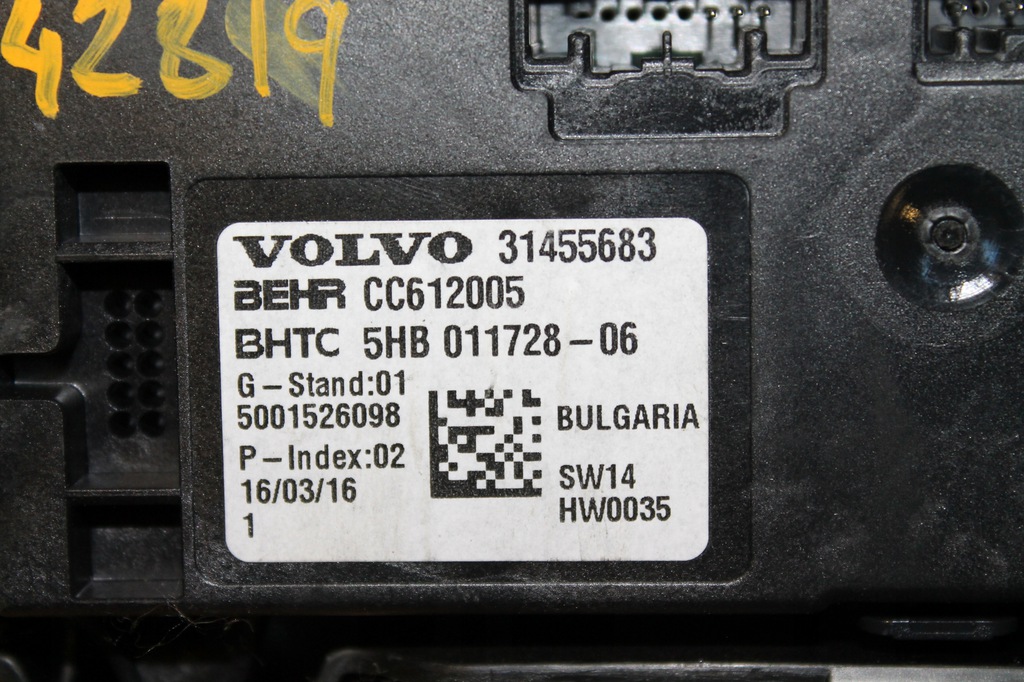 42819
VOLVO 31455683
BEHR CC612005
BHTC 5HB 011728-06
G-Stand:01
5001526098
BULGARIA
P-Index:02
16/03/16
SW14
1
HW0035